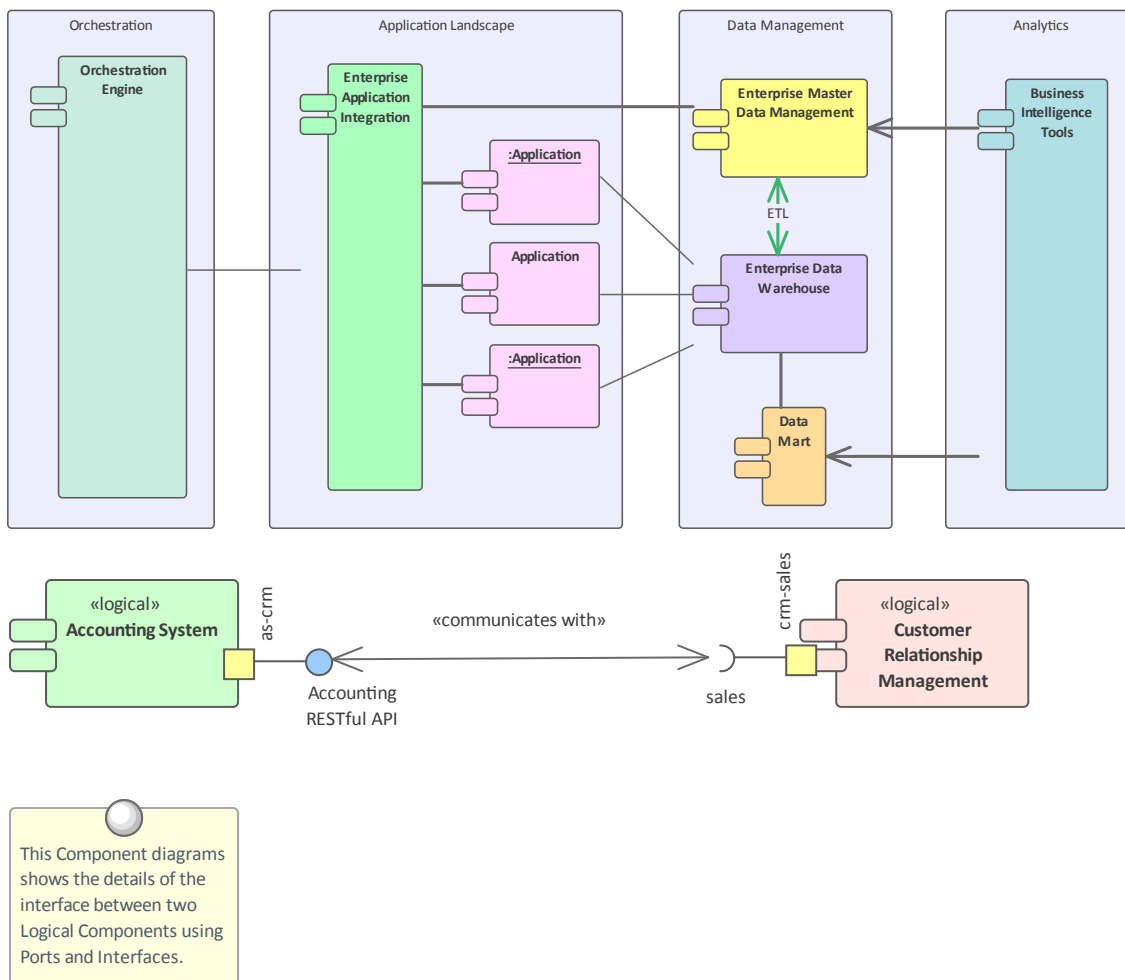 Orchestration
Application Landscape
Data Management
Analytics
Orchestration
Engine
Enterprise
Application
Integration
Enterprise Master
Data Management
Business
Intelligence
Tools
:Application
ETL
Application
Enterprise Data
Warehouse
:Application
Data
Mart
«logical»
Accounting System
as-crm
«communicates with»
crm-sales
«logical»
Customer
Relationship
Management
Accounting
RESTful API
sales
This Component diagrams
shows the details of the
interface between two
Logical Components using
Ports and Interfaces.